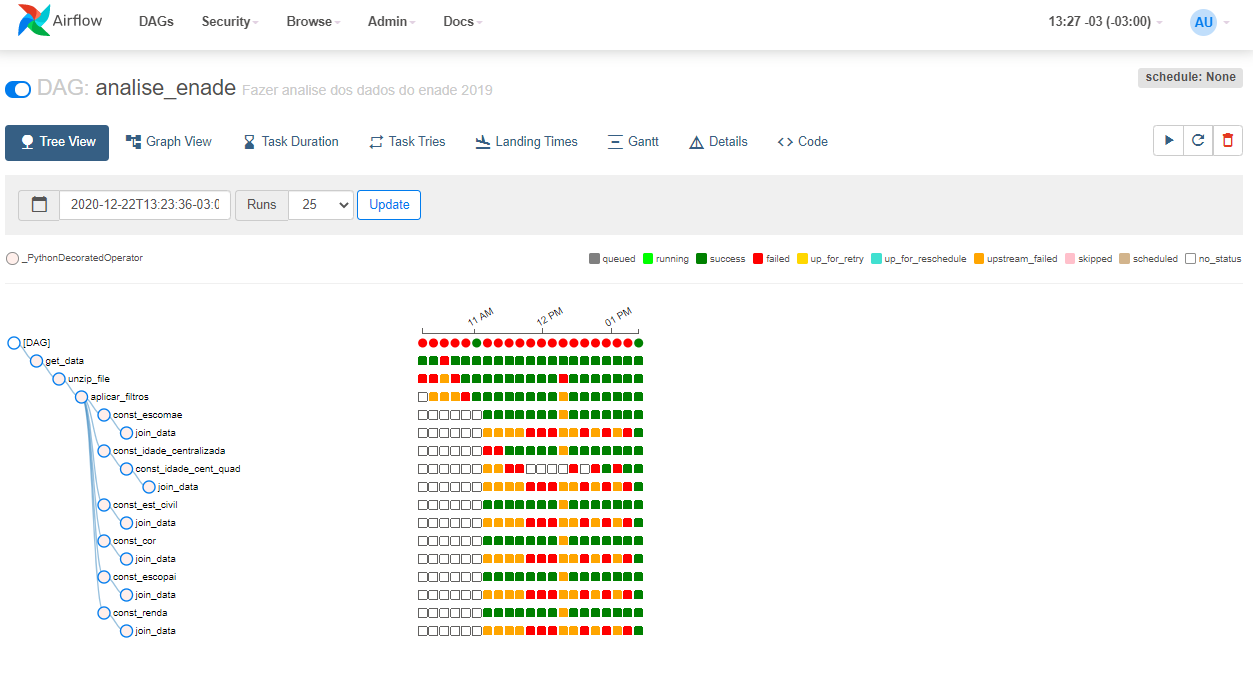 Airflow DAGs Security Browse Admin Docs 13:27 -03 (-03:00) AU
schedule: None
DAG: analise_enade Fazer analise dos dados do enade 2019
Tree View Graph View Task Duration Task Tries Landing Times Gantt Details <> Code
2020-12-22T13:23:36-03:0 Runs 25 Update
_PythonDecoratedOperator queued running success failed up_for_retry up_for_reschedule upstream_failed skipped scheduled no_status
11 AM 12 PM 01 PM
[DAG]
get_data
unzip_file
aplicar_filtros
const_escomae
join_data
const_idade_centralizada
const_idade_cent_quad
join_data
const_est_civil
join_data
const_cor
join_data
const_escopai
join_data
const_renda
join_data